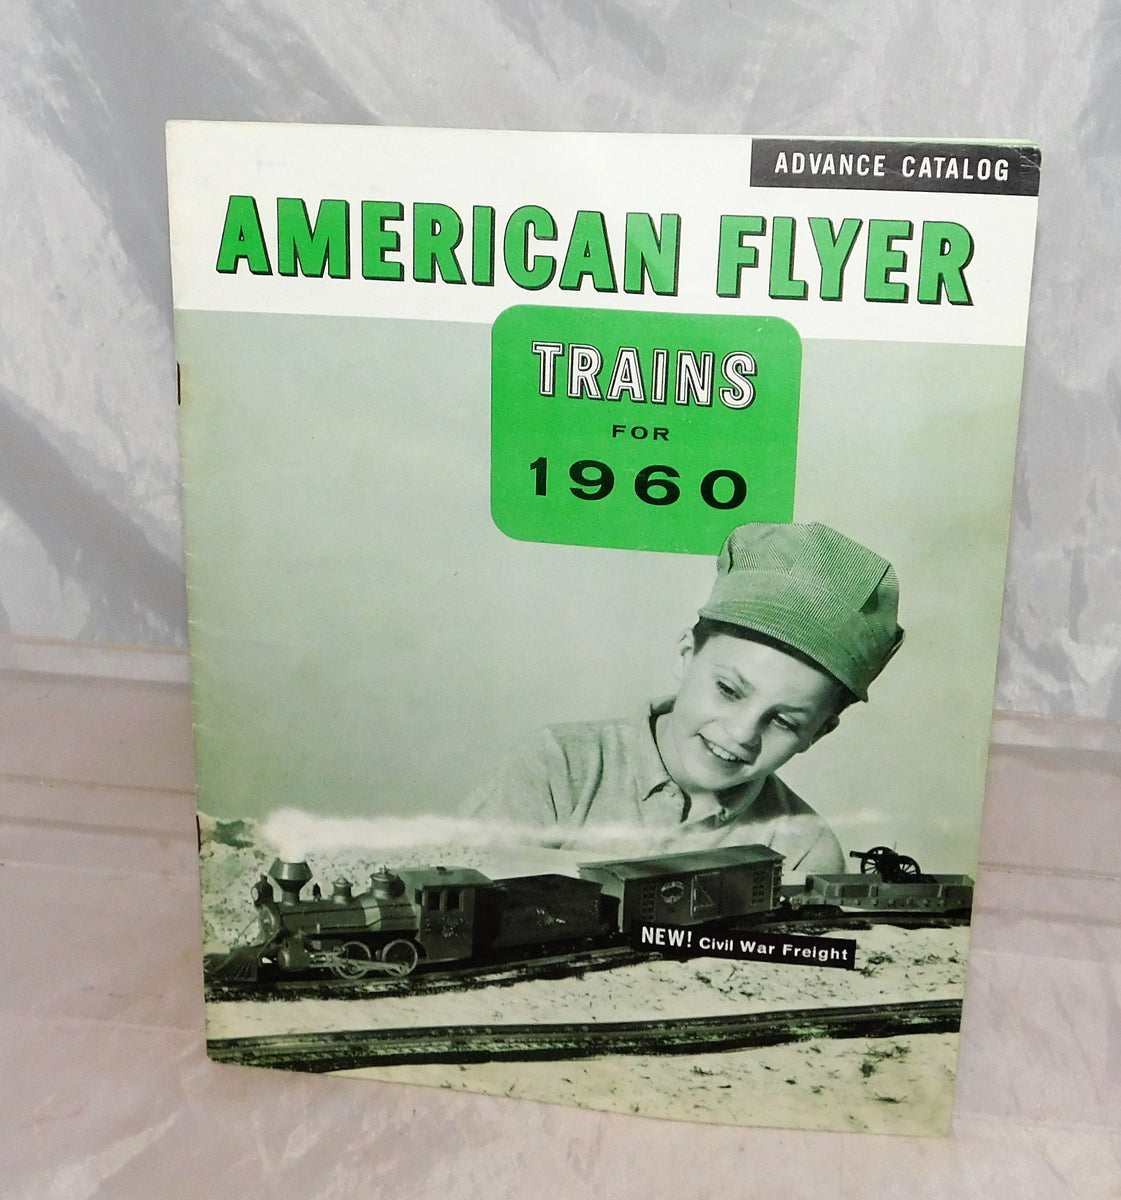 ADVANCE CATALOG
AMERICAN FLYER
TRAINS
FOR
1960
NEW! Civil War Freight